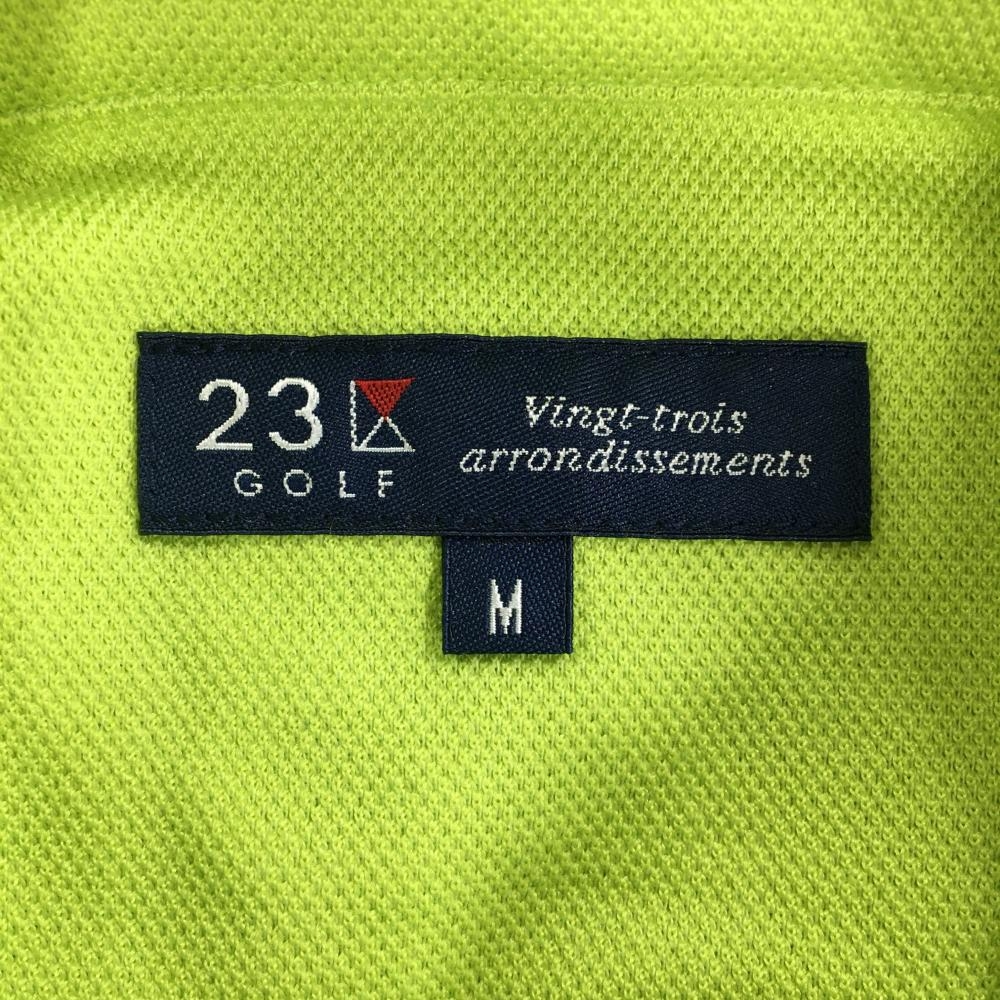 23
GOLF
Vingt-trois
arrondissements
M